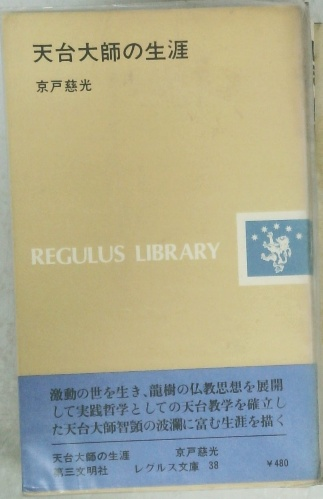 天台大師の生涯
京戸慈光
REGULUS LIBRARY
激動の世を生き、龍樹の仏教思想を展開
して実践哲学としての天台教学を確立し
た天台大師智顗の波瀾に富む生涯を描く
天台大師の生涯 京戸慈光
第三文明社 レグルス文庫 38 ¥480